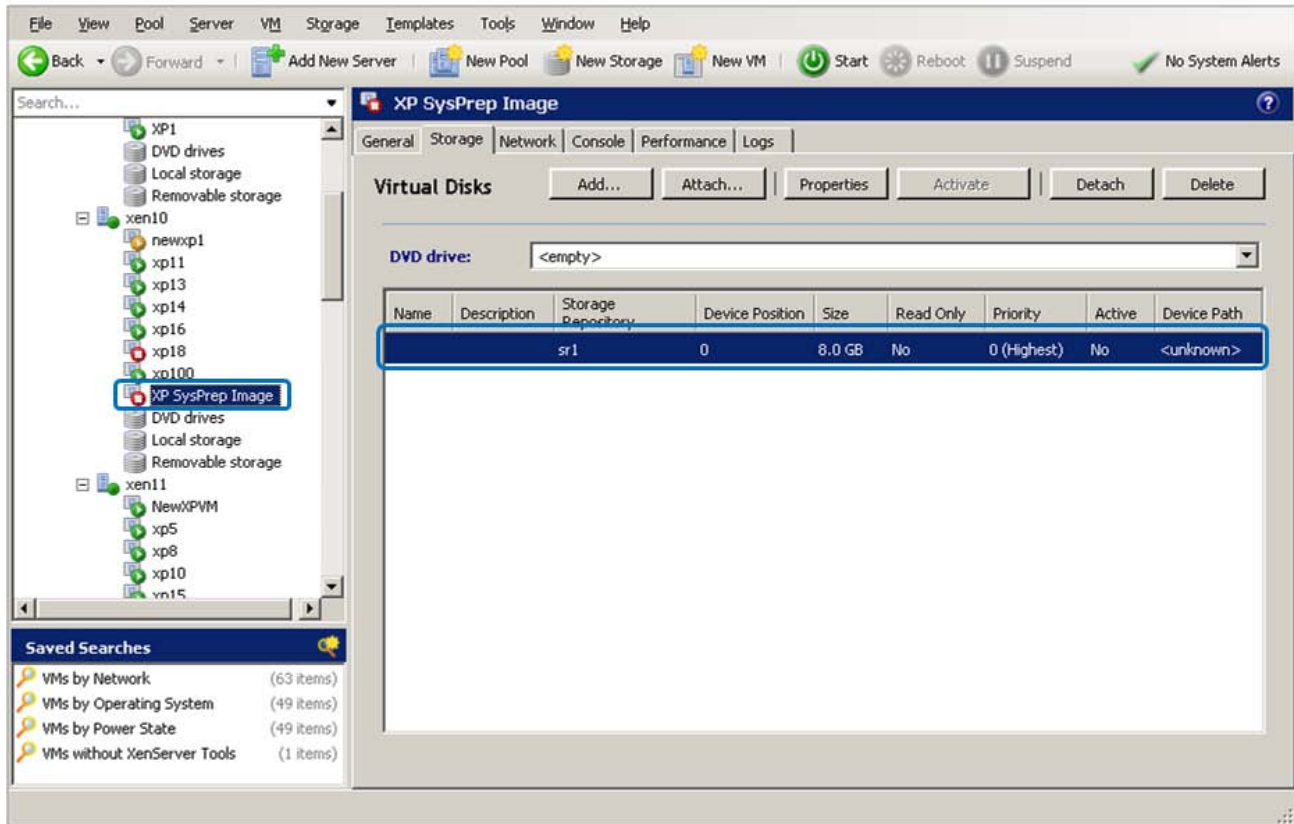 File View Pool Server VM Storage Templates Tools Window Help
Back Forward Add New Server New Pool New Storage New VM Start Reboot Suspend No System Alerts
Search...
XP1
DVD drives
Local storage
Removable storage
xen10
newxp1
xp11
xp13
xp14
xp16
xp18
xp100
XP SysPrep Image
DVD drives
Local storage
Removable storage
xen11
NewXPVM
xp5
xp8
xp10
xp15
Saved Searches
VMs by Network (63 items)
VMs by Operating System (49 items)
VMs by Power State (49 items)
VMs without XenServer Tools (1 items)
XP SysPrep Image ?
General Storage Network Console Performance Logs
Virtual Disks Add... Attach... Properties Activate Detach Delete
DVD drive: <empty>
Name Description Storage Repository Device Position Size Read Only Priority Active Device Path
sr1 0 8.0 GB No 0 (Highest) No <unknown>